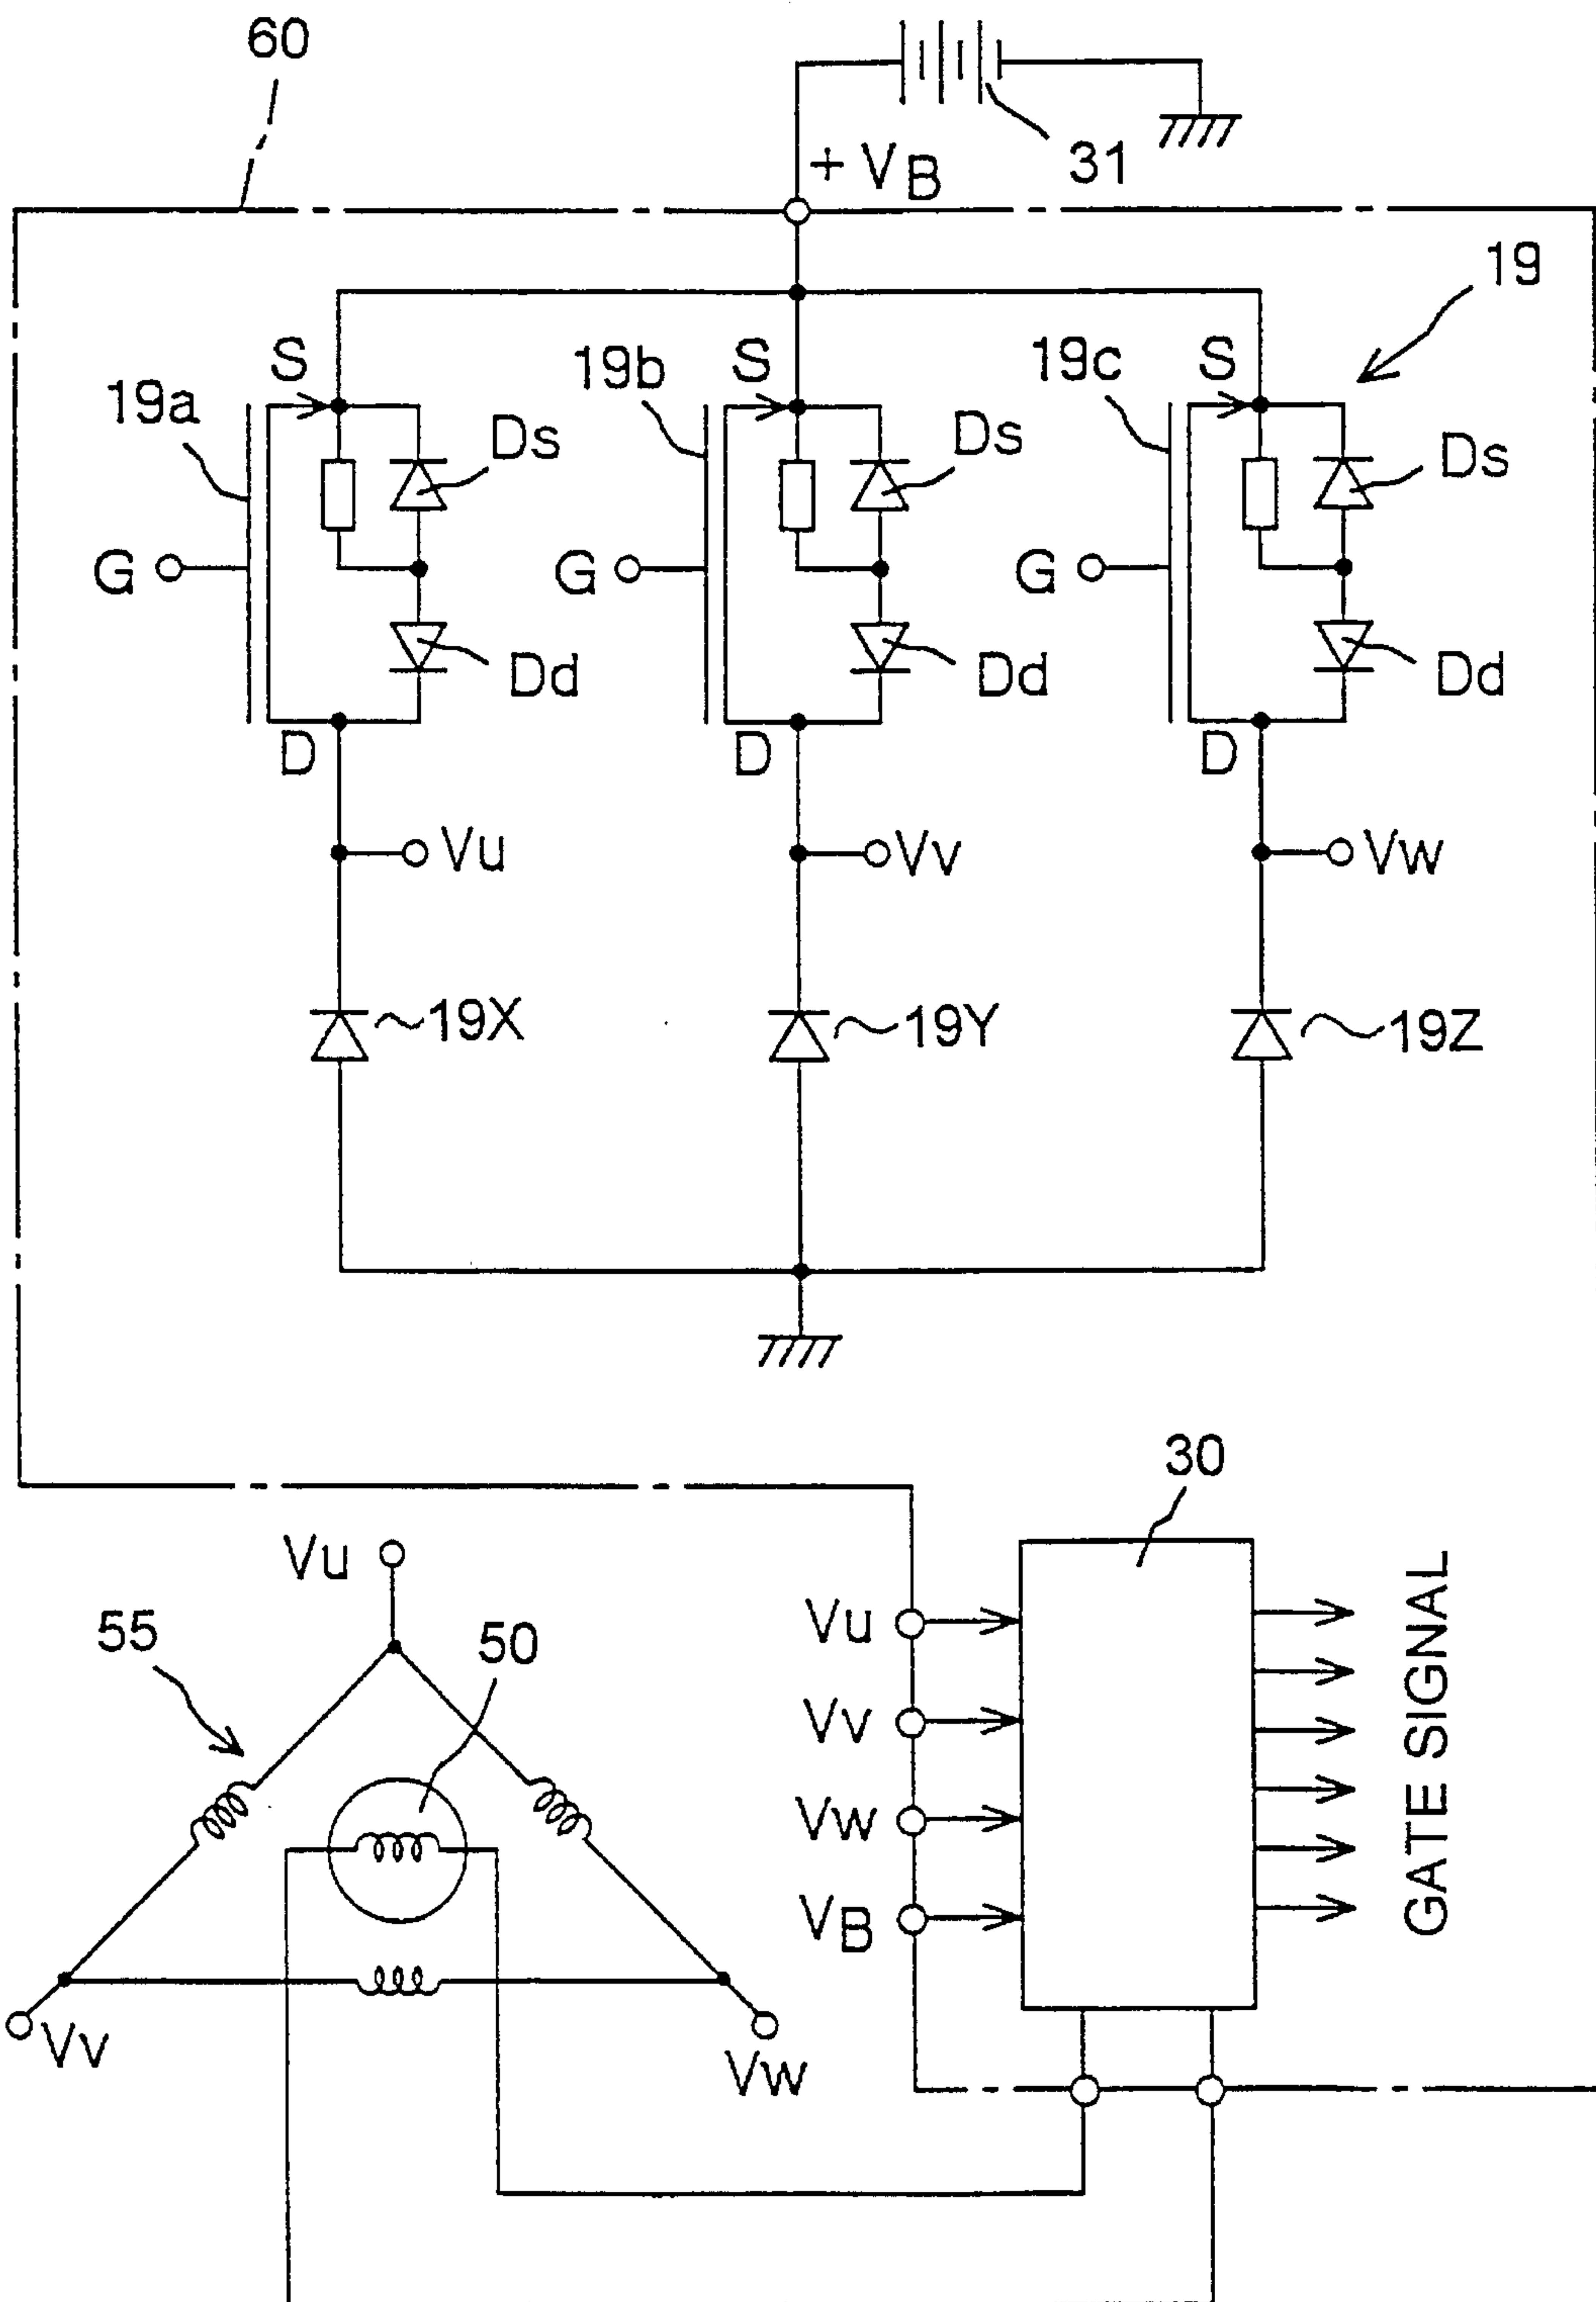 60
31
+ VB
19
19a
S
19b
S
19c
S
Ds
Ds
Ds
G
G
G
Dd
Dd
Dd
D
D
D
Vu
Vv
Vw
19X
19Y
19Z
30
Vu
55
50
Vu
Vv
Vw
VB
GATE SIGNAL
Vv
Vw